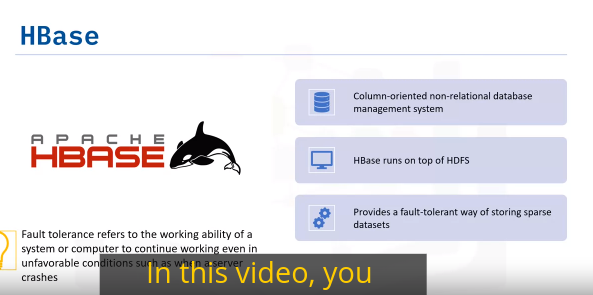 HBase
APACHE
HBASE
Column-oriented non-relational database
management system
HBase runs on top of HDFS
Provides a fault-tolerant way of storing sparse
datasets
Fault tolerance refers to the working ability of a
system or computer to continue working even in
unfavorable conditions such as when a server
crashes
In this video, you